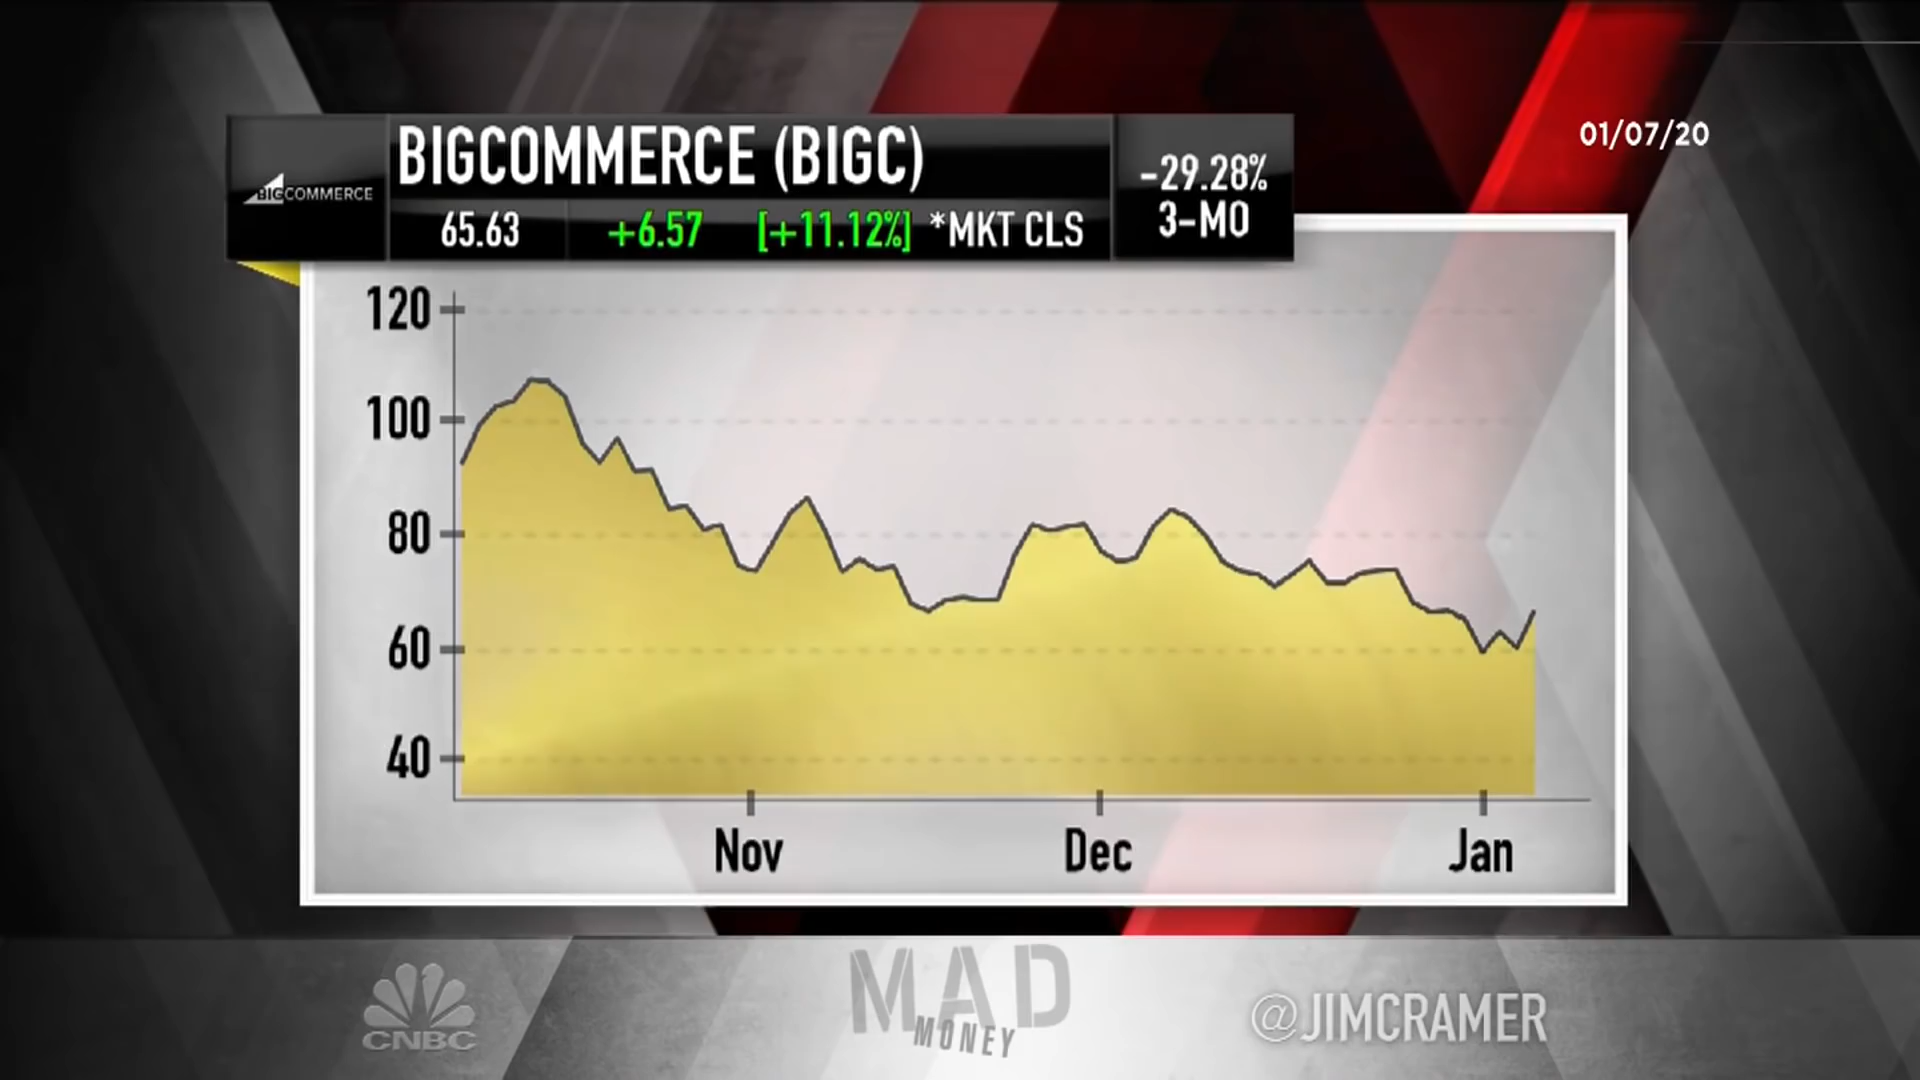 01/07/20
BIGCOMMERCE
BIGCOMMERCE (BIGC)
65.63 +6.57 [+11.12%] *MKT CLS
-29.28%
3-MO
120
100
80
60
40
Nov Dec Jan
CNBC
MAD
MONEY
@JIMCRAMER